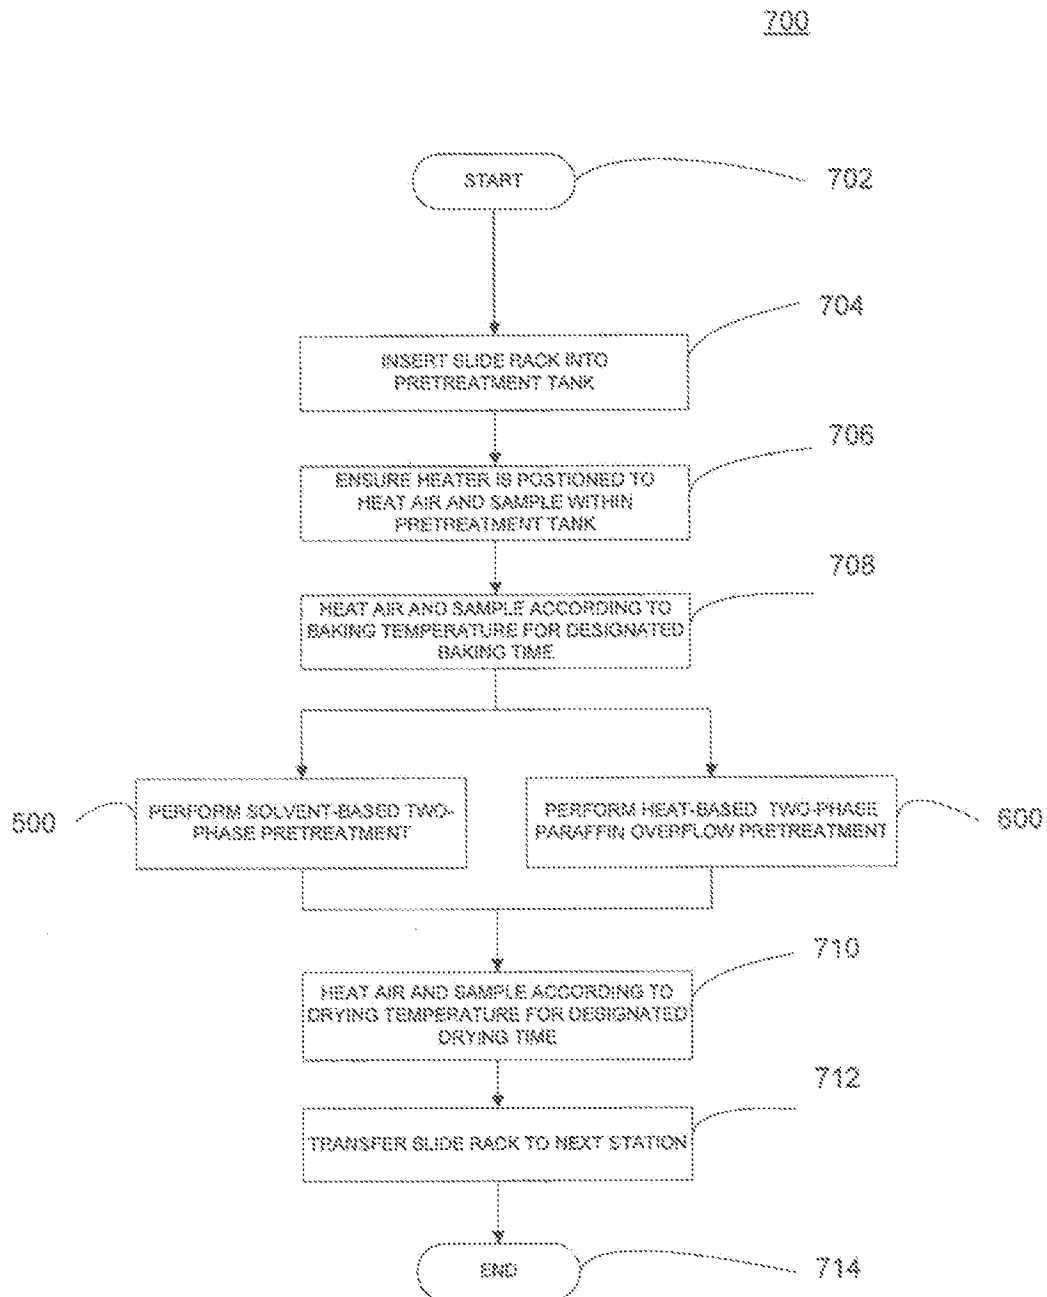 700
START
702
704
INSERT SLIDE RACK INTO
PRETREATMENT TANK
706
ENSURE HEATER IS POSTIONED TO
HEAT AIR AND SAMPLE WITHIN
PRETREATMENT TANK
708
HEAT AIR AND SAMPLE ACCORDING TO
BAKING TEMPERATURE FOR DESIGNATED
BAKING TIME
500
PERFORM SOLVENT-BASED TWO-
PHASE PRETREATMENT
PERFORM HEAT-BASED TWO-PHASE
PARAFFIN OVERFLOW PRETREATMENT
600
710
HEAT AIR AND SAMPLE ACCORDING TO
DRYING TEMPERATURE FOR DESIGNATED
DRYING TIME
712
TRANSFER SLIDE RACK TO NEXT STATION
END
714